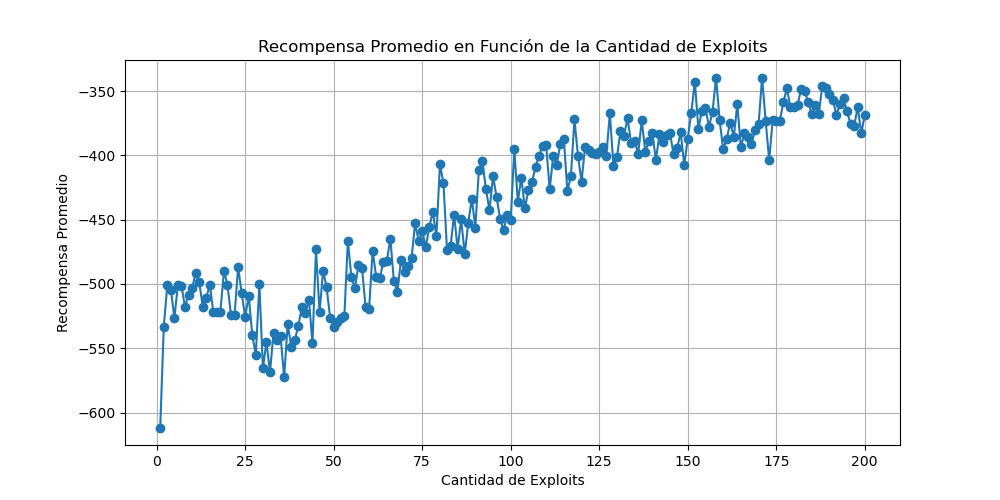 Recompensa Promedio en Función de la Cantidad de Exploits
Recompensa Promedio
−350
−400
−450
−500
−550
−600
0 25 50 75 100 125 150 175 200
Cantidad de Exploits